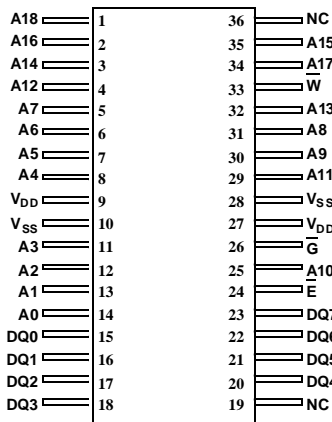 A18 1 36 NC
A16 2 35 A15
A14 3 34 A17
A12 4 33 W̅
A7 5 32 A13
A6 6 31 A8
A5 7 30 A9
A4 8 29 A11
VDD 9 28 VSS
VSS 10 27 VDD
A3 11 26 G̅
A2 12 25 A10
A1 13 24 E̅
A0 14 23 DQ7
DQ0 15 22 DQ6
DQ1 16 21 DQ5
DQ2 17 20 DQ4
DQ3 18 19 NC